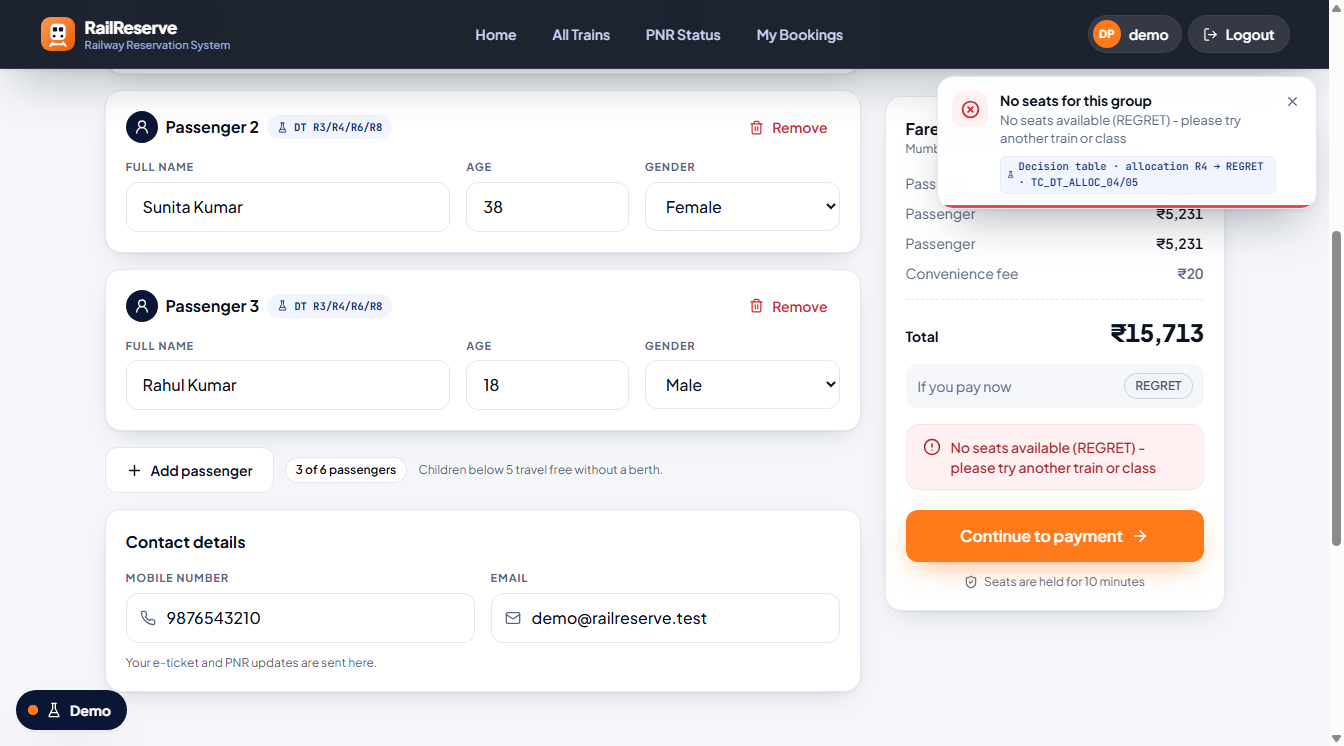 RailReserve
Railway Reservation System
Home
All Trains
PNR Status
My Bookings
DP demo
Logout
No seats for this group
No seats available (REGRET) - please try
another train or class
Decision table · allocation R4 → REGRET
· TC_DT_ALLOC_04/05
Passenger 2
DT R3/R4/R6/R8
Remove
FULL NAME
AGE
GENDER
Sunita Kumar
38
Female
Passenger 3
DT R3/R4/R6/R8
Remove
FULL NAME
AGE
GENDER
Rahul Kumar
18
Male
+ Add passenger
3 of 6 passengers
Children below 5 travel free without a berth.
Contact details
MOBILE NUMBER
EMAIL
9876543210
demo@railreserve.test
Your e-ticket and PNR updates are sent here.
Demo
Fare
Passenger ₹5,231
Passenger ₹5,231
Convenience fee ₹20
Total ₹15,713
If you pay now REGRET
No seats available (REGRET) -
please try another train or class
Continue to payment →
Seats are held for 10 minutes